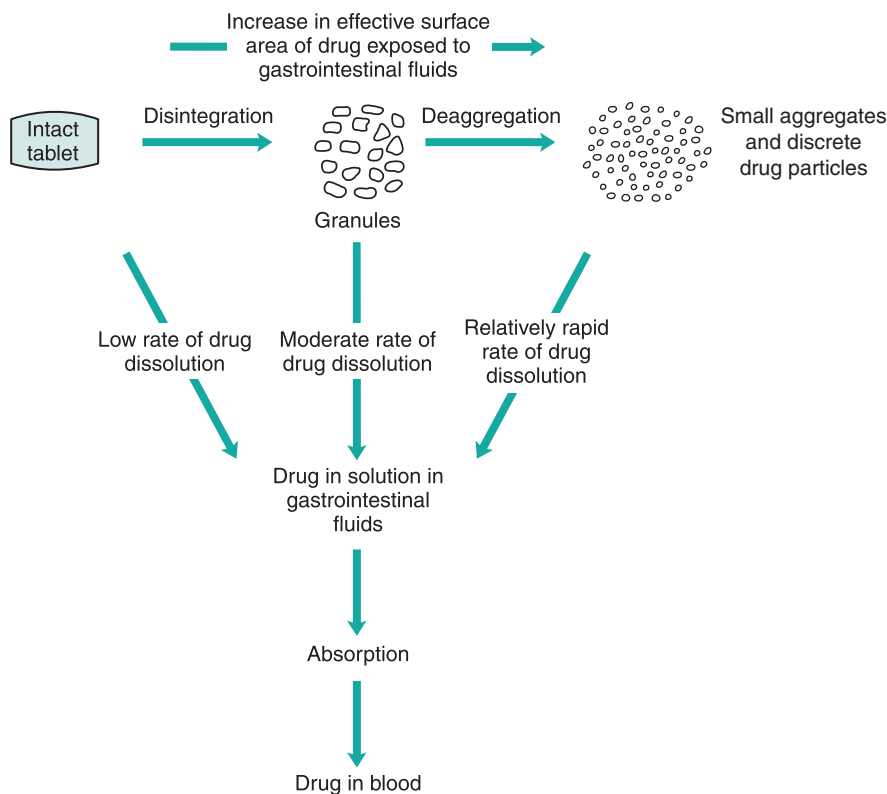 Increase in effective surface
area of drug exposed to
gastrointestinal fluids
Intact
tablet
Disintegration
Deaggregation
Small aggregates
and discrete
drug particles
Granules
Low rate of drug
dissolution
Moderate rate of
drug dissolution
Relatively rapid
rate of drug
dissolution
Drug in solution in
gastrointestinal
fluids
Absorption
Drug in blood